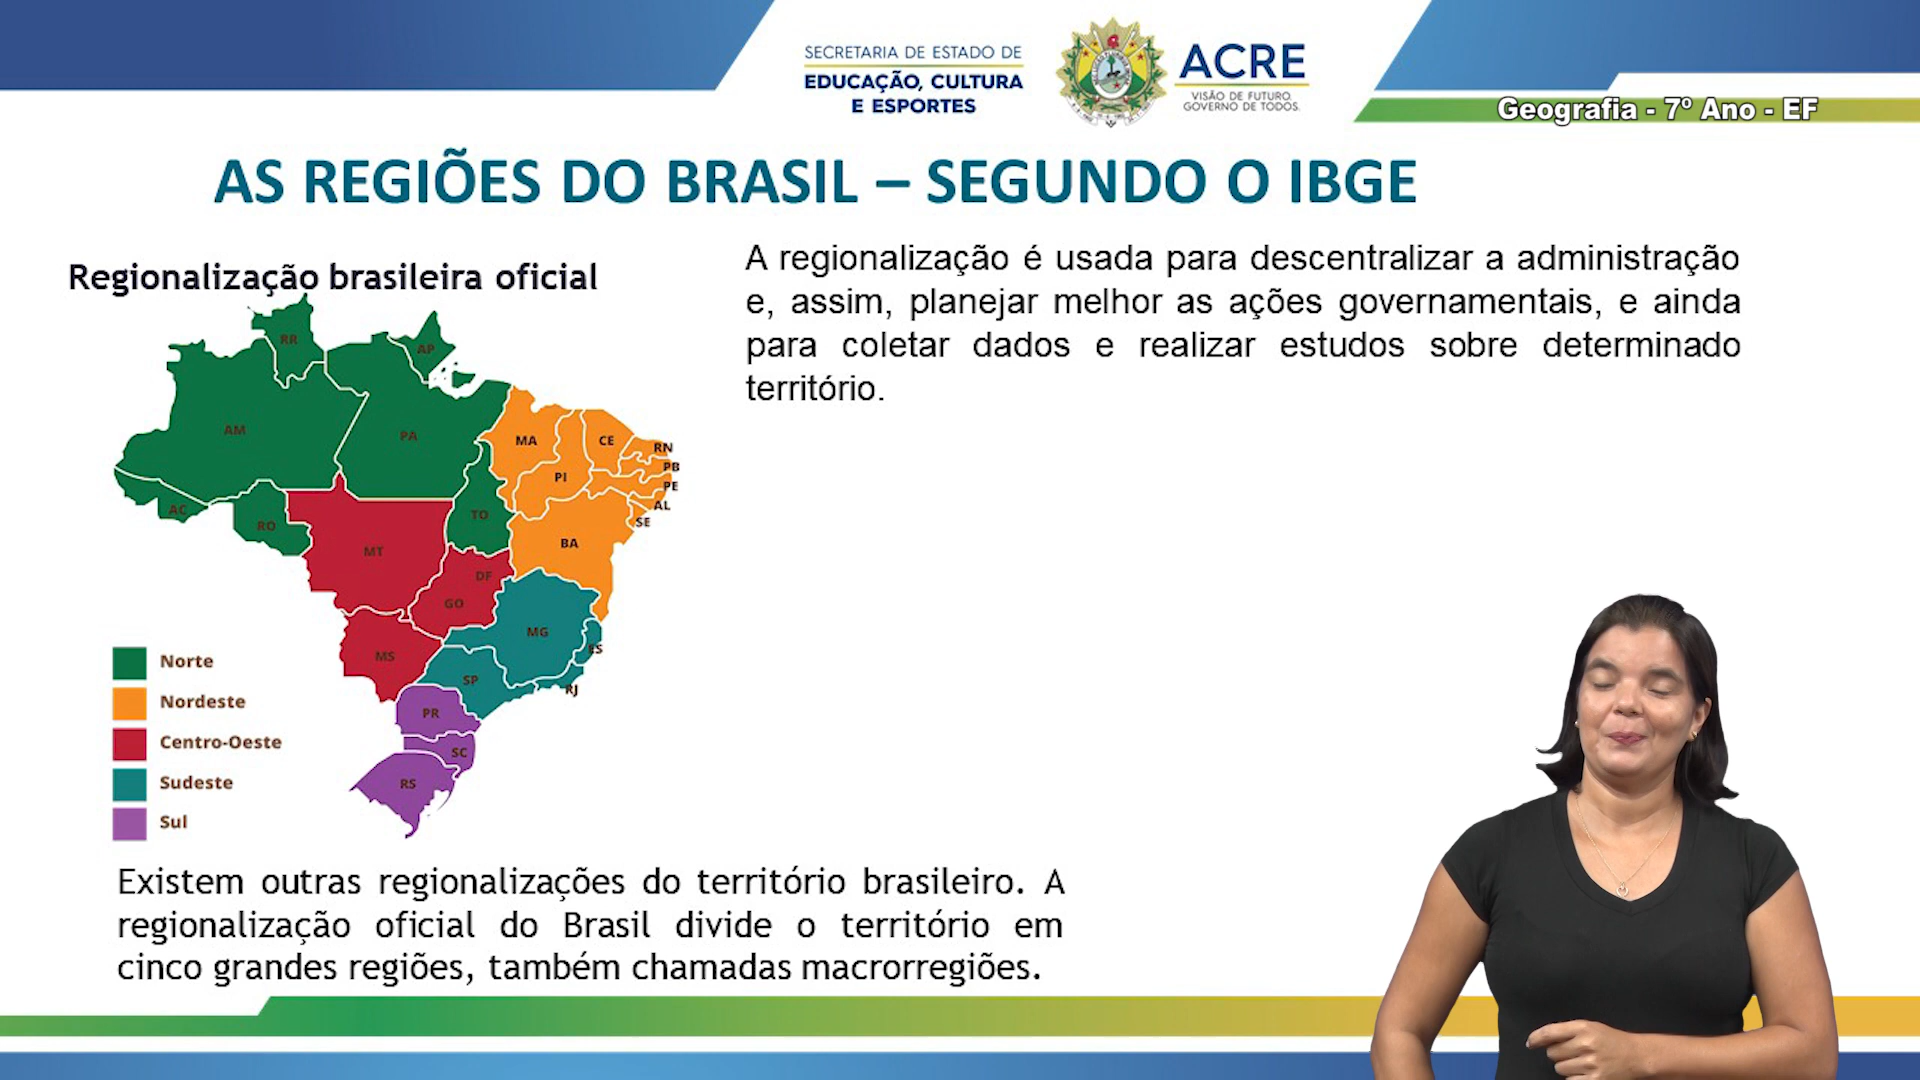 SECRETARIA DE ESTADO DE
EDUCAÇÃO, CULTURA
E ESPORTES
ACRE
VISÃO DE FUTURO.
GOVERNO DE TODOS.
Geografia - 7º Ano - EF
AS REGIÕES DO BRASIL – SEGUNDO O IBGE
Regionalização brasileira oficial
A regionalização é usada para descentralizar a administração
e, assim, planejar melhor as ações governamentais, e ainda
para coletar dados e realizar estudos sobre determinado
território.
RR
AP
AM
PA
MA
CE
RN
PB
PI
PE
AL
SE
AC
RO
TO
BA
MT
DF
GO
MG
ES
MS
SP
RJ
PR
SC
RS
Norte
Nordeste
Centro-Oeste
Sudeste
Sul
Existem outras regionalizações do território brasileiro. A
regionalização oficial do Brasil divide o território em
cinco grandes regiões, também chamadas macrorregiões.